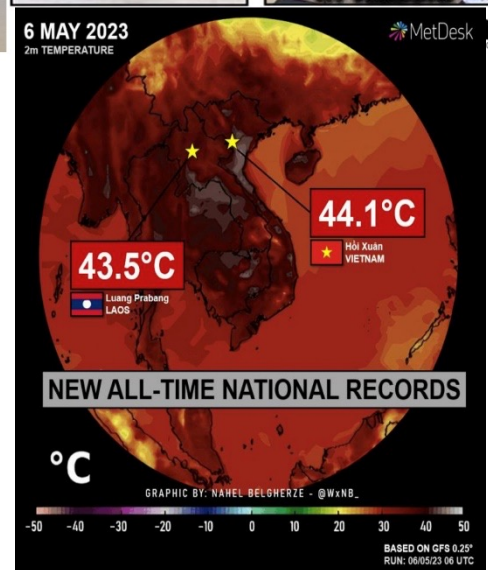 6 MAY 2023
2m TEMPERATURE
MetDesk
44.1°C
Hồi Xuân
VIETNAM
43.5°C
Luang Prabang
LAOS
NEW ALL-TIME NATIONAL RECORDS
°C
GRAPHIC BY: NAHEL BELGHERZE - @WxNB_
-50 -40 -30 -20 -10 0 10 20 30 40 50
BASED ON GFS 0.25°
RUN: 06/05/23 06 UTC